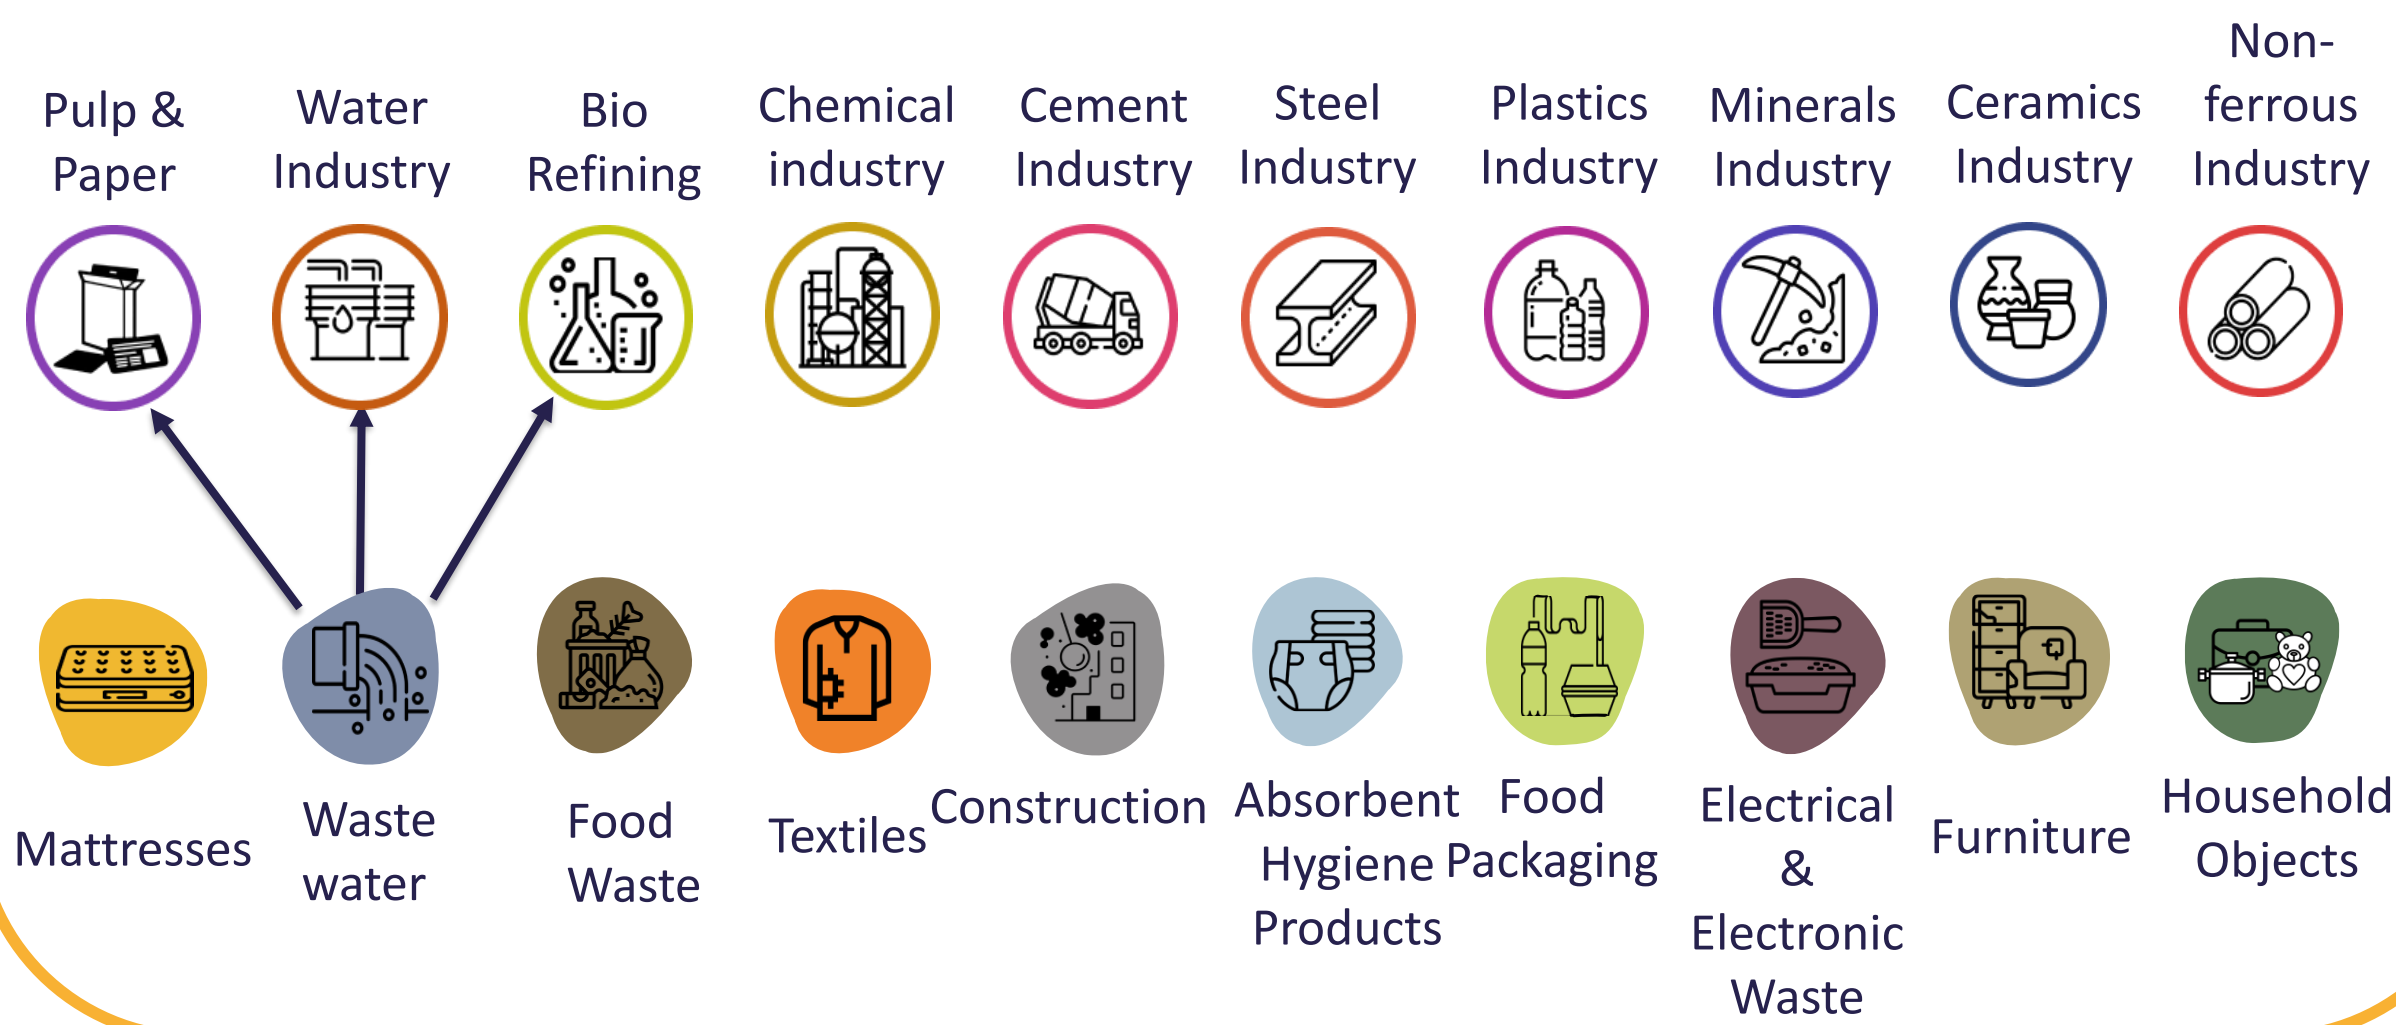 Pulp &
Paper
Water
Industry
Bio
Refining
Chemical
industry
Cement
Industry
Steel
Industry
Plastics
Industry
Minerals
Industry
Ceramics
Industry
Non-
ferrous
Industry
Mattresses
Waste
water
Food
Waste
Textiles
Construction
Absorbent
Hygiene
Products
Food
Packaging
Electrical
&
Electronic
Waste
Furniture
Household
Objects